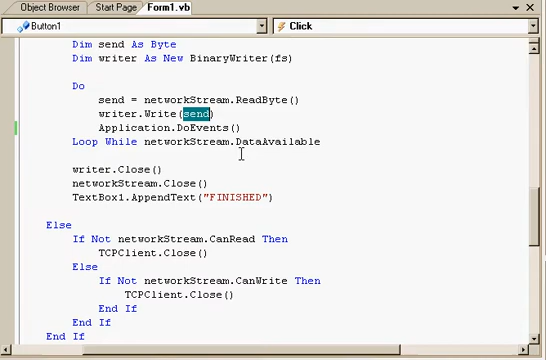 Object Browser Start Page Form1.vb
Button1 Click
Dim send As Byte
Dim writer As New BinaryWriter(fs)
Do
send = networkStream.ReadByte()
writer.Write(send)
Application.DoEvents()
Loop While networkStream.DataAvailable
writer.Close()
networkStream.Close()
TextBox1.AppendText("FINISHED")
Else
If Not networkStream.CanRead Then
TCPClient.Close()
Else
If Not networkStream.CanWrite Then
TCPClient.Close()
End If
End If
End If